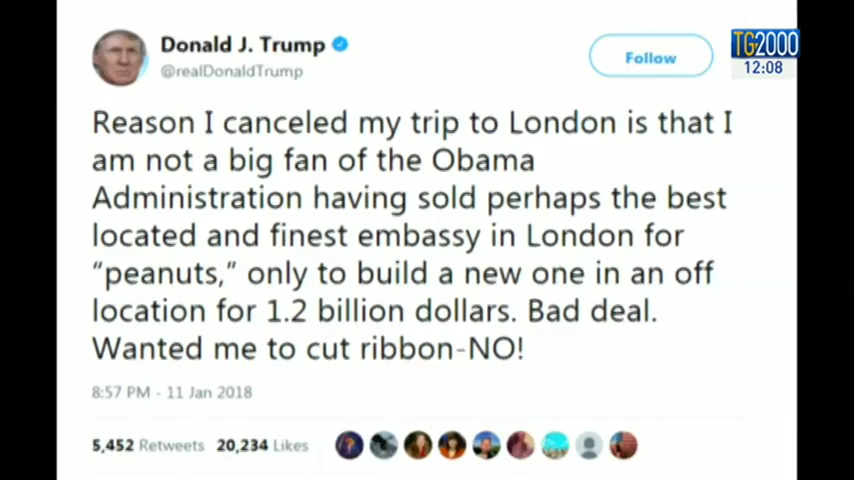 Donald J. Trump
@realDonaldTrump
Follow
TG2000
12:08
Reason I canceled my trip to London is that I
am not a big fan of the Obama
Administration having sold perhaps the best
located and finest embassy in London for
“peanuts,” only to build a new one in an off
location for 1.2 billion dollars. Bad deal.
Wanted me to cut ribbon-NO!
8:57 PM - 11 Jan 2018
5,452 Retweets 20,234 Likes